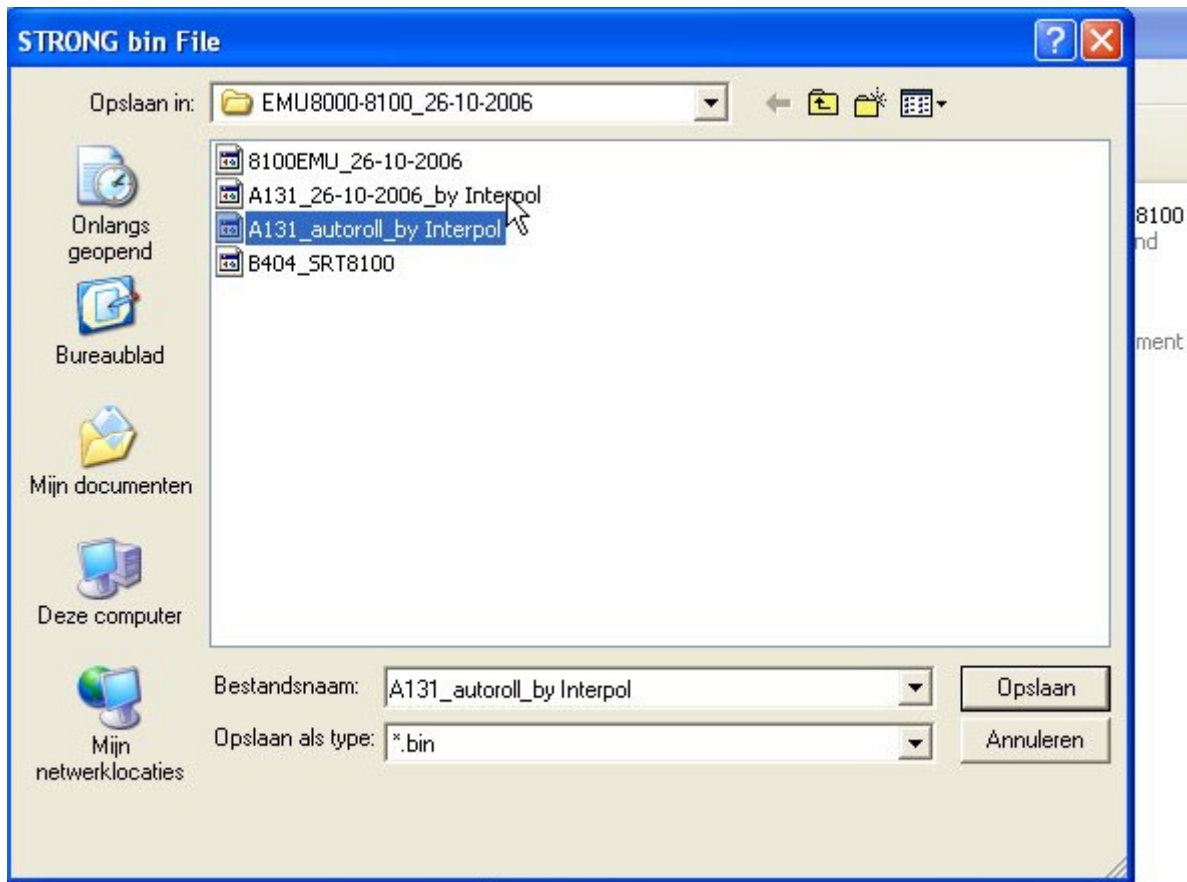 STRONG bin File
Opslaan in:
EMU8000-8100_26-10-2006
8100EMU_26-10-2006
A131_26-10-2006_by Interpol
A131_autoroll_by Interpol
B404_SRT8100
Onlangs
geopend
Bureaublad
Mijn documenten
Deze computer
Mijn
netwerklocaties
Bestandsnaam:
A131_autoroll_by Interpol
Opslaan
Opslaan als type:
*.bin
Annuleren
8100
nd
ment